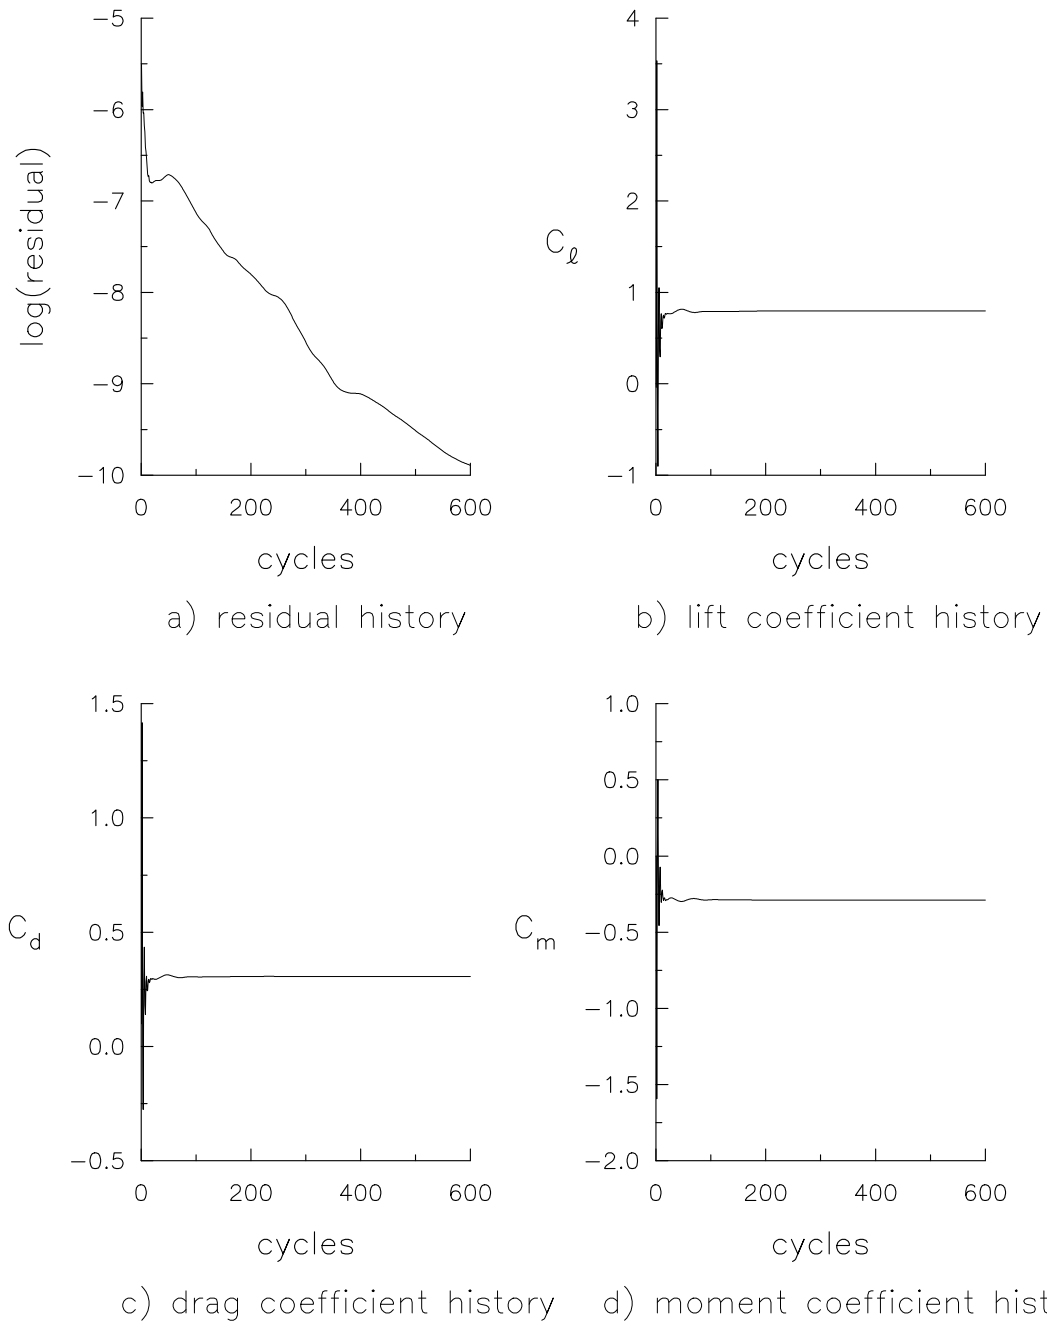 −5
−6
−7
−8
−9
−10
log(residual)
0 200 400 600
cycles
a) residual history
4
3
2
1
0
−1
Cℓ
0 200 400 600
cycles
b) lift coefficient history
1.5
1.0
0.5
0.0
−0.5
Cd
0 200 400 600
cycles
c) drag coefficient history
1.0
0.5
0.0
−0.5
−1.0
−1.5
−2.0
Cm
0 200 400 600
cycles
d) moment coefficient hist